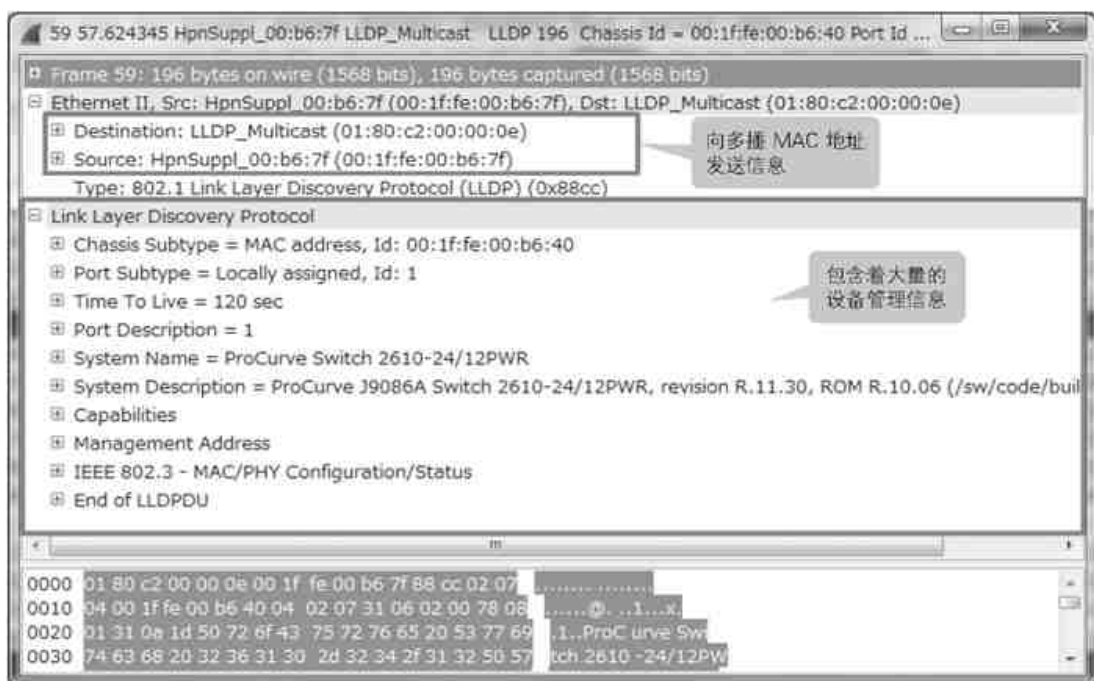 59 57.624345 HpnSuppl_00:b6:7f LLDP_Multicast LLDP 196 Chassis Id = 00:1f:fe:00:b6:40 Port Id ...
Frame 59: 196 bytes on wire (1568 bits), 196 bytes captured (1568 bits)
Ethernet II, Src: HpnSuppl_00:b6:7f (00:1f:fe:00:b6:7f), Dst: LLDP_Multicast (01:80:c2:00:00:0e)
Destination: LLDP_Multicast (01:80:c2:00:00:0e)
Source: HpnSuppl_00:b6:7f (00:1f:fe:00:b6:7f)
向多播 MAC 地址
发送信息
Type: 802.1 Link Layer Discovery Protocol (LLDP) (0x88cc)
Link Layer Discovery Protocol
Chassis Subtype = MAC address, Id: 00:1f:fe:00:b6:40
Port Subtype = Locally assigned, Id: 1
Time To Live = 120 sec
包含着大量的
设备管理信息
Port Description = 1
System Name = ProCurve Switch 2610-24/12PWR
System Description = ProCurve J9086A Switch 2610-24/12PWR, revision R.11.30, ROM R.10.06 (/sw/code/buil
Capabilities
Management Address
IEEE 802.3 - MAC/PHY Configuration/Status
End of LLDPDU
0000 01 80 c2 00 00 0e 00 1f fe 00 b6 7f 88 cc 02 07 ........ ........
0010 04 00 1f fe 00 b6 40 04 02 07 31 06 02 00 78 08 ......@. ..1...x.
0020 01 31 0a 1d 50 72 6f 43 75 72 76 65 20 53 77 69 .1..ProC urve Swi
0030 74 63 68 20 32 36 31 30 2d 32 34 2f 31 32 50 57 tch 2610 -24/12PW